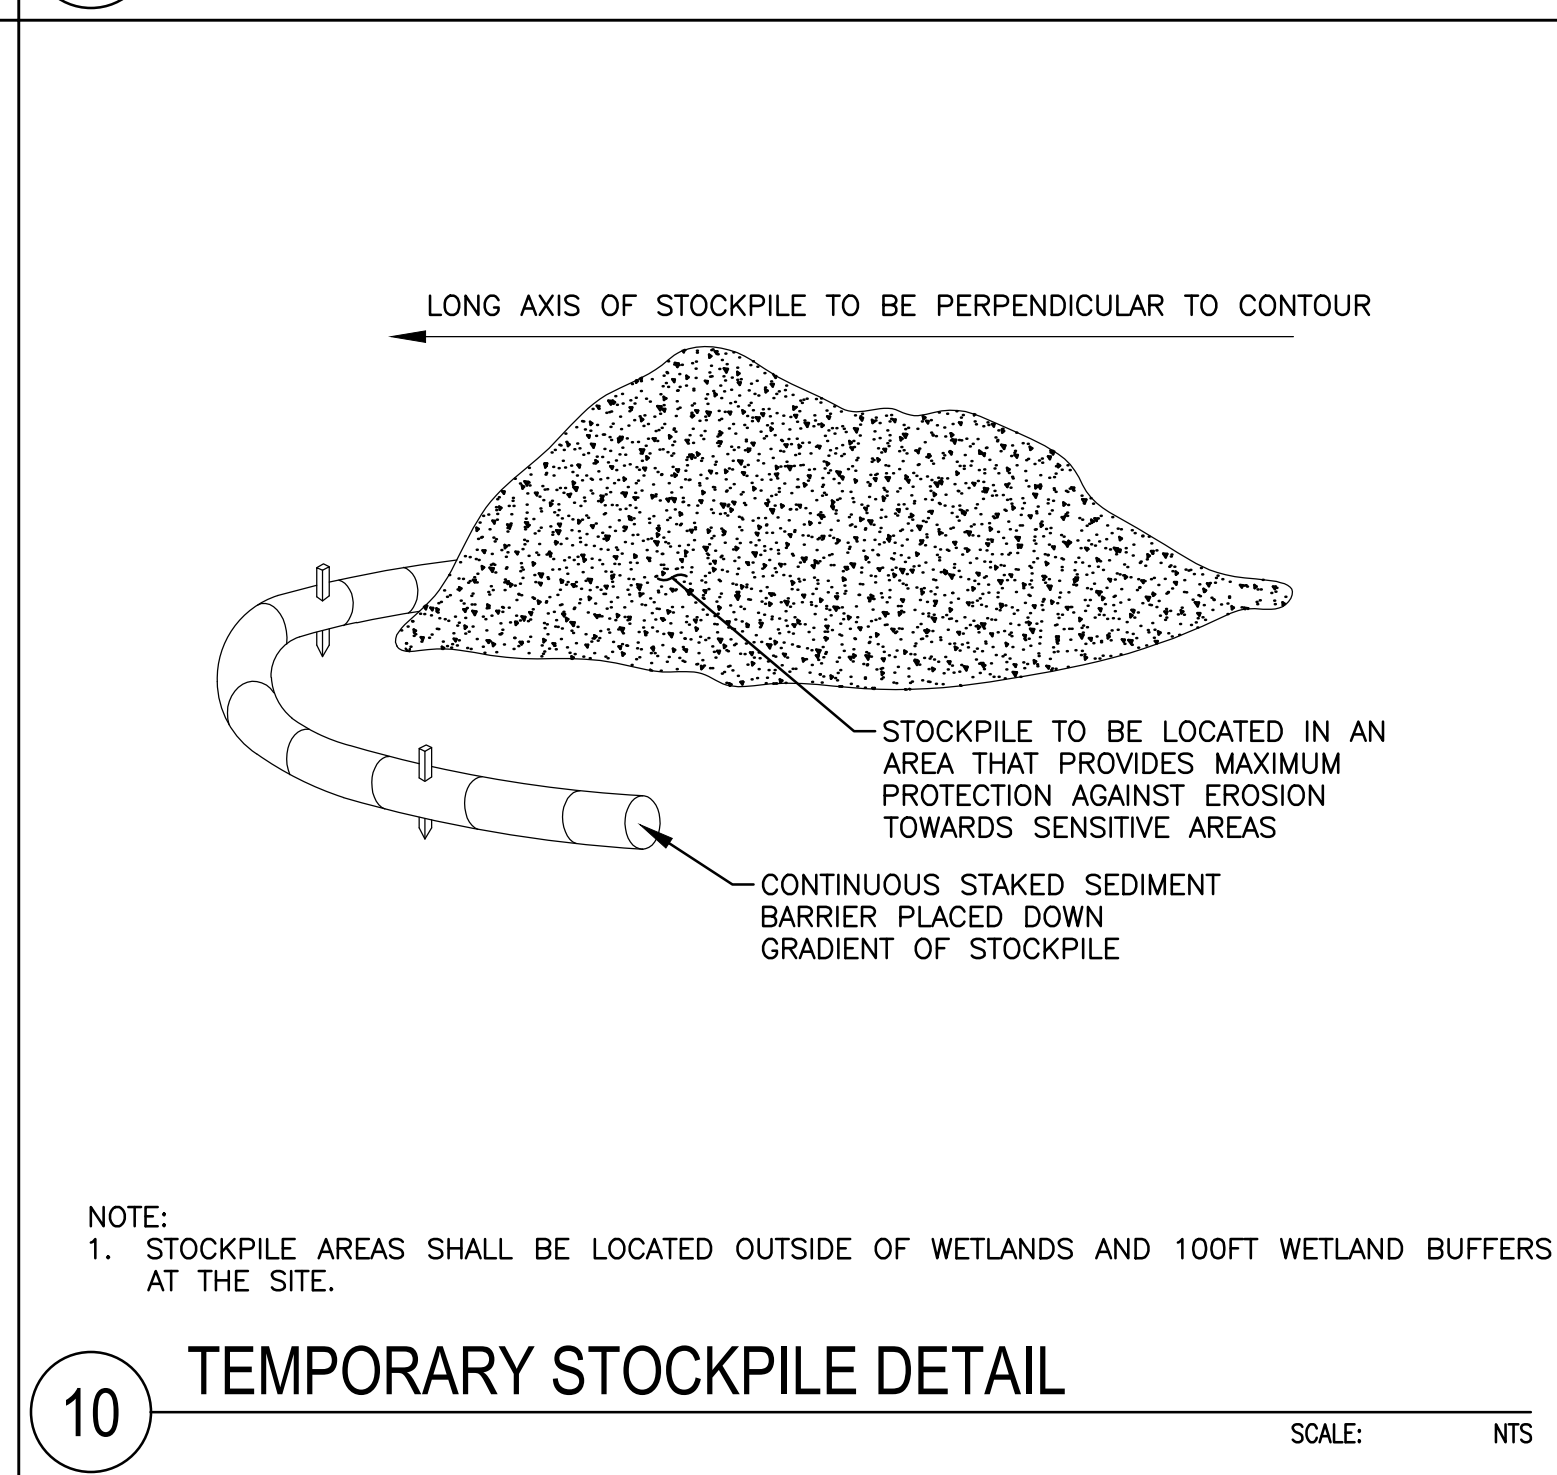 LONG AXIS OF STOCKPILE TO BE PERPENDICULAR TO CONTOUR
STOCKPILE TO BE LOCATED IN AN
AREA THAT PROVIDES MAXIMUM
PROTECTION AGAINST EROSION
TOWARDS SENSITIVE AREAS
CONTINUOUS STAKED SEDIMENT
BARRIER PLACED DOWN
GRADIENT OF STOCKPILE
NOTE:
1. STOCKPILE AREAS SHALL BE LOCATED OUTSIDE OF WETLANDS AND 100FT WETLAND BUFFERS
AT THE SITE.
10 TEMPORARY STOCKPILE DETAIL
SCALE: NTS